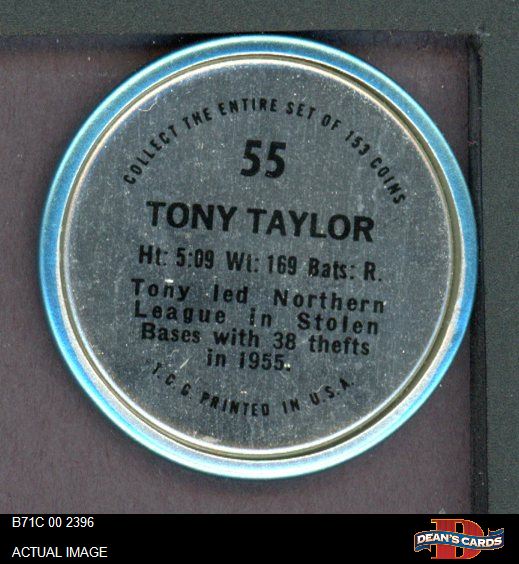 COLLECT THE ENTIRE SET OF 153 COINS
55
TONY TAYLOR
Ht: 5:09 Wt: 169 Bats: R.
Tony led Northern
League in Stolen
Bases with 38 thefts
in 1955.
T.C.G. PRINTED IN U.S.A.
B71C 00 2396
ACTUAL IMAGE
D
DEAN'S CARDS